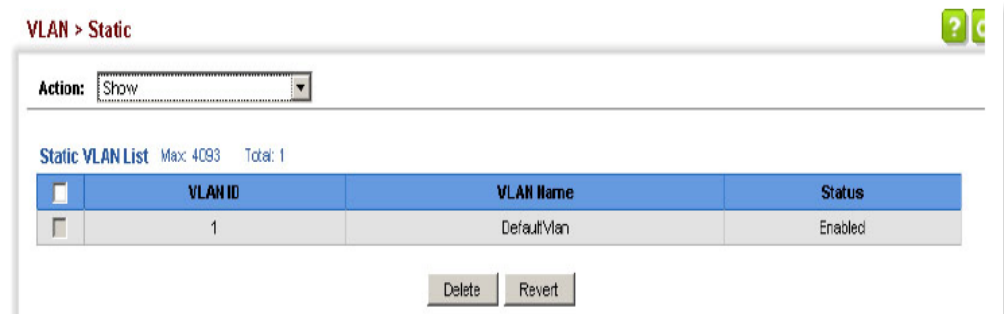 VLAN > Static
?
Action: Show
Static VLAN List Max: 4093 Total: 1
VLAN ID VLAN Name Status
1 DefaultVlan Enabled
Delete Revert